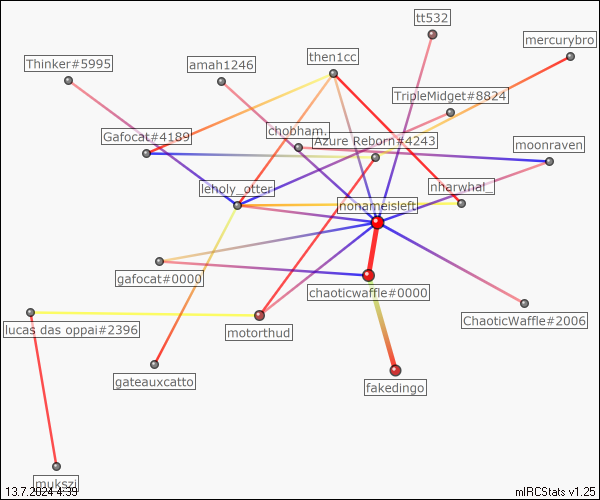 tt532
mercurybro
Thinker#5995
amah1246
then1cc
TripleMidget#8824
Gafocat#4189
chobham.
Azure Reborn#4243
moonraven
leholy_otter
nharwhal_
nonameisleft
gafocat#0000
chaoticwaffle#0000
ChaoticWaffle#2006
lucas das oppai#2396
motorthud
gateauxcatto
fakedingo
mukszi
13.7.2024 4:39
mIRCStats v1.25